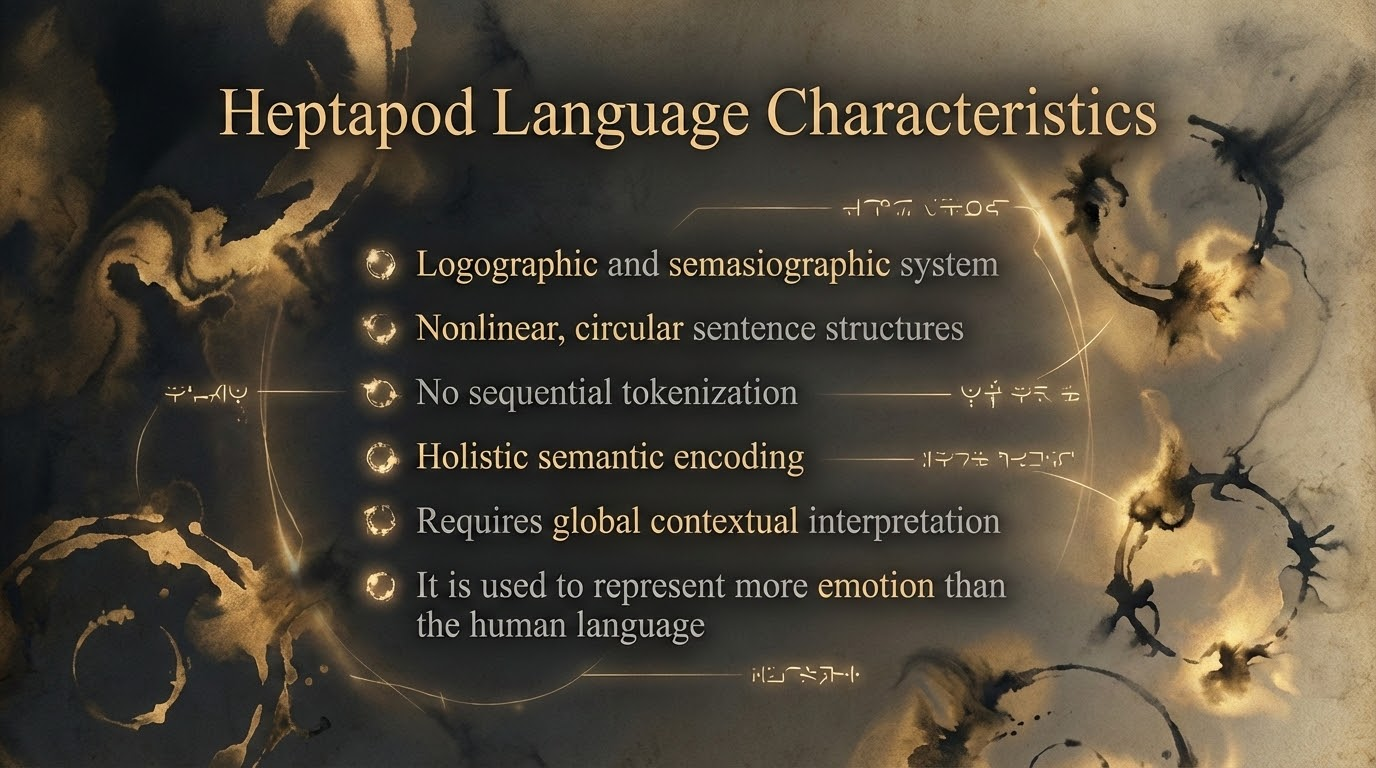 Heptapod Language Characteristics
Logographic and semasiographic system
Nonlinear, circular sentence structures
No sequential tokenization
Holistic semantic encoding
Requires global contextual interpretation
It is used to represent more emotion than
the human language